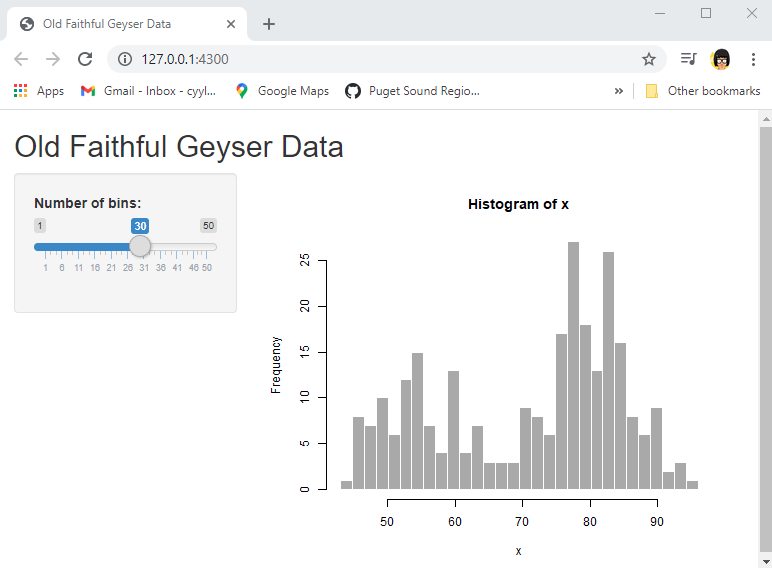 Old Faithful Geyser Data
127.0.0.1:4300
Apps Gmail - Inbox - cyyl... Google Maps Puget Sound Regio... » Other bookmarks
Old Faithful Geyser Data
Number of bins:
1 30 50
1 6 11 16 21 26 31 36 41 46 50
Histogram of x
Frequency
25
20
15
10
5
0
50 60 70 80 90
x